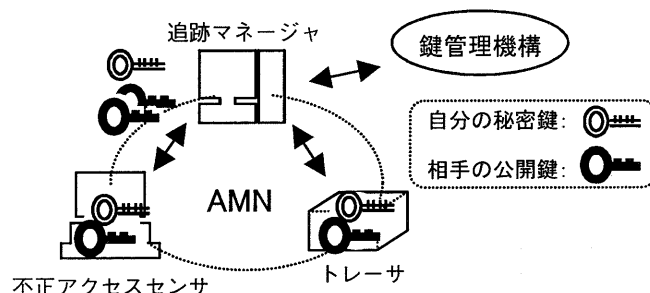 追跡マネージャ
鍵管理機構
自分の秘密鍵:
相手の公開鍵:
AMN
不正アクセスセンサ
トレーサ